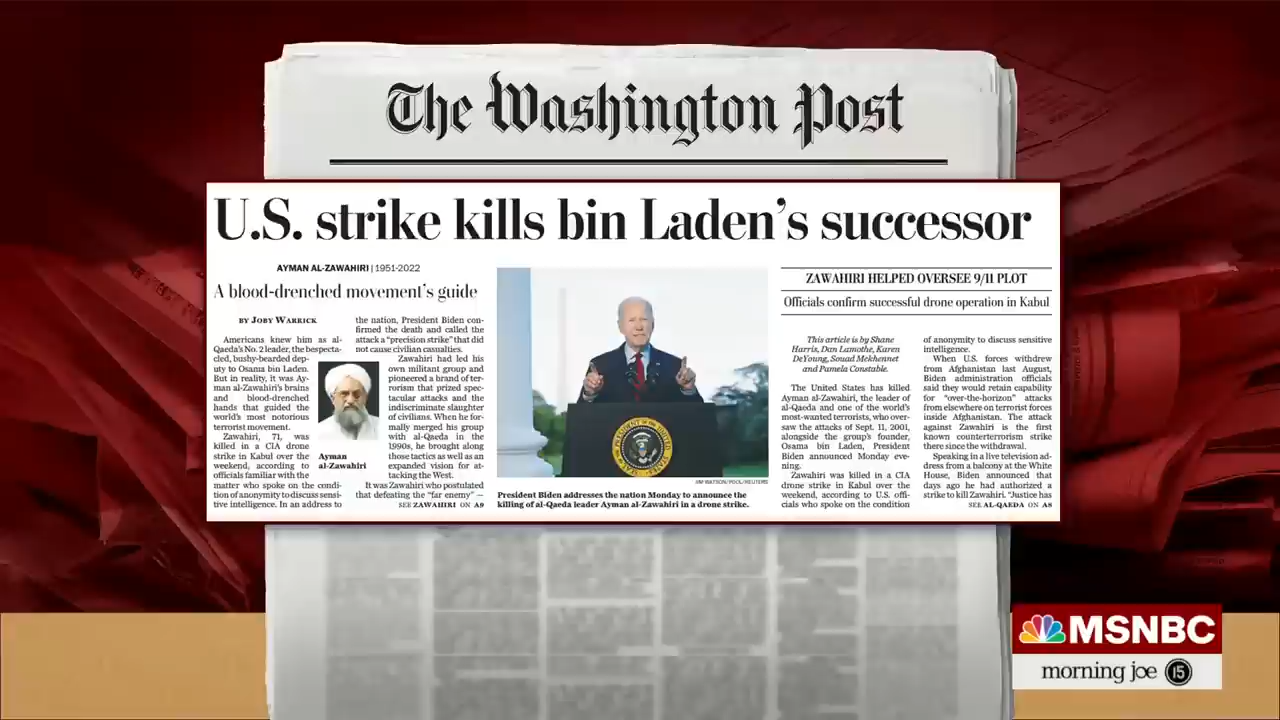 The Washington Post
U.S. strike kills bin Laden's successor
AYMAN AL-ZAWAHIRI | 1951-2022
A blood-drenched movement's guide
BY JOBY WARRICK
Americans knew him as al-
Qaeda's No. 2 leader, the bespecta-
cled, bushy-bearded dep-
uty to Osama bin Laden.
But in reality, it was Ay-
man al-Zawahiri's brains
and blood-drenched
hands that guided the
world's most notorious
terrorist movement.
Zawahiri, 71, was
killed in a CIA drone
strike in Kabul over the
weekend, according to
officials familiar with the
matter who spoke on the condi-
tion of anonymity to discuss sensi-
tive intelligence. In an address to
the nation, President Biden con-
firmed the death and called the
attack a "precision strike" that did
not cause civilian casualties.
Zawahiri had led his
own militant group and
pioneered a brand of ter-
rorism that prized spec-
tacular attacks and the
indiscriminate slaughter
of civilians. When he for-
mally merged his group
with al-Qaeda in the
1990s, he brought along
those tactics as well as an
expanded vision for at-
tacking the West.
It was Zawahiri who postulated
that defeating the "far enemy" —
SEE ZAWAHIRI ON A9
Ayman
al-Zawahiri
JIM WATSON/POOL/REUTERS
President Biden addresses the nation Monday to announce the
killing of al-Qaeda leader Ayman al-Zawahiri in a drone strike.
ZAWAHIRI HELPED OVERSEE 9/11 PLOT
Officials confirm successful drone operation in Kabul
This article is by Shane
Harris, Dan Lamothe, Karen
DeYoung, Souad Mekhennet
and Pamela Constable.
The United States has killed
Ayman al-Zawahiri, the leader of
al-Qaeda and one of the world's
most-wanted terrorists, who over-
saw the attacks of Sept. 11, 2001,
alongside the group's founder,
Osama bin Laden, President
Biden announced Monday eve-
ning.
Zawahiri was killed in a CIA
drone strike in Kabul over the
weekend, according to U.S. offi-
cials who spoke on the condition
of anonymity to discuss sensitive
intelligence.
When U.S. forces withdrew
from Afghanistan last August,
Biden administration officials
said they would retain capability
for "over-the-horizon" attacks
from elsewhere on terrorist forces
inside Afghanistan. The attack
against Zawahiri is the first
known counterterrorism strike
there since the withdrawal.
Speaking in a live television ad-
dress from a balcony at the White
House, Biden announced that
days ago he had authorized a
strike to kill Zawahiri. "Justice has
SEE AL-QAEDA ON A8
MSNBC
morning joe 15